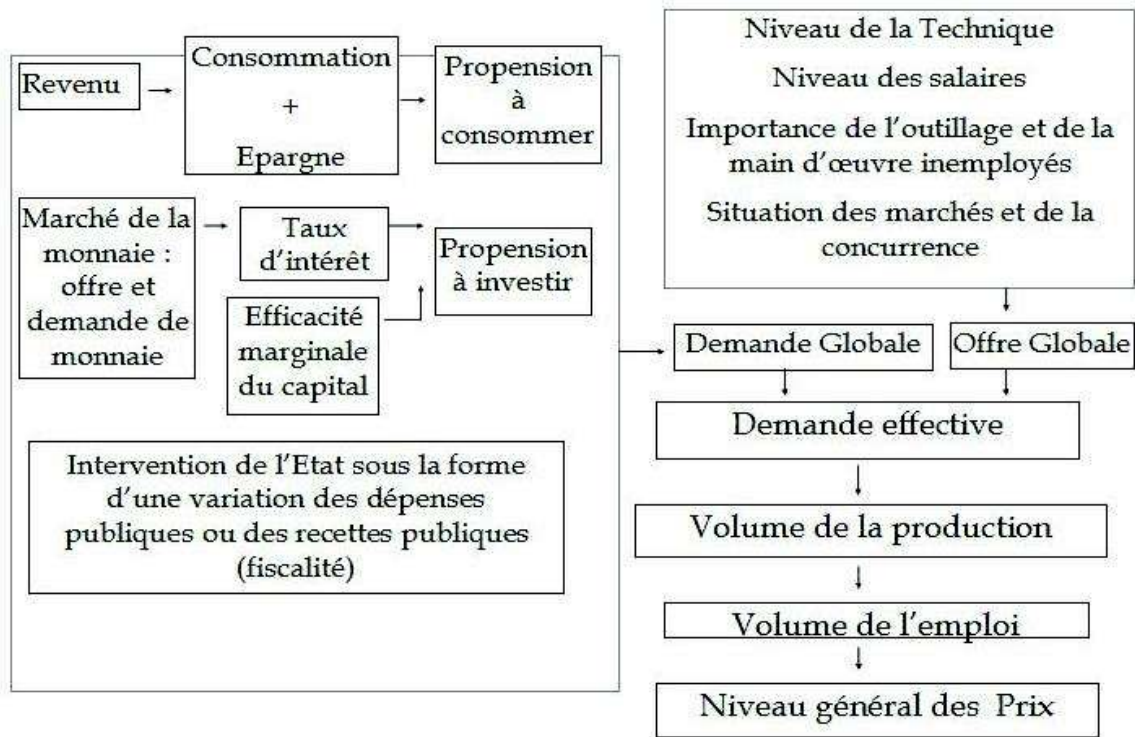 Revenu
Consommation
+
Epargne
Propension
à
consommer
Marché de la
monnaie :
offre et
demande de
monnaie
Taux
d'intérêt
Efficacité
marginale
du capital
Propension
à investir
Intervention de l'Etat sous la forme
d'une variation des dépenses
publiques ou des recettes publiques
(fiscalité)
Niveau de la Technique
Niveau des salaires
Importance de l'outillage et de la
main d'œuvre inemployés
Situation des marchés et de la
concurrence
Demande Globale
Offre Globale
Demande effective
Volume de la production
Volume de l'emploi
Niveau général des Prix